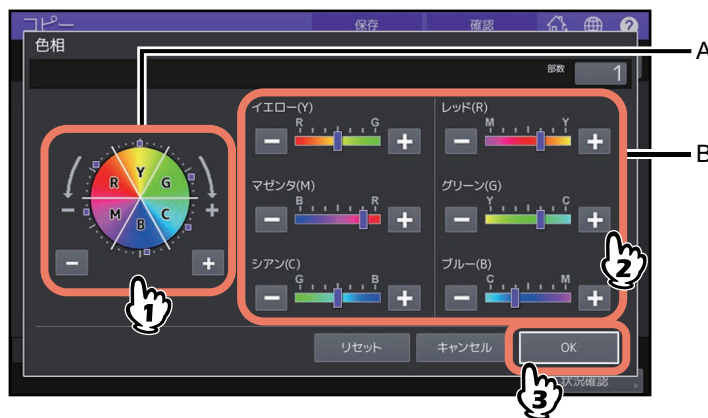 コピー 保存 確認 ?
色相
部数 1
A
B
イエロー(Y)
R G
− +
レッド(R)
M Y
− +
マゼンタ(M)
B R
− +
グリーン(G)
Y C
− +
シアン(C)
G B
− +
ブルー(B)
C M
− +
Y
R G
M C
B
− +
− +
1
2
リセット キャンセル OK
3
状況確認